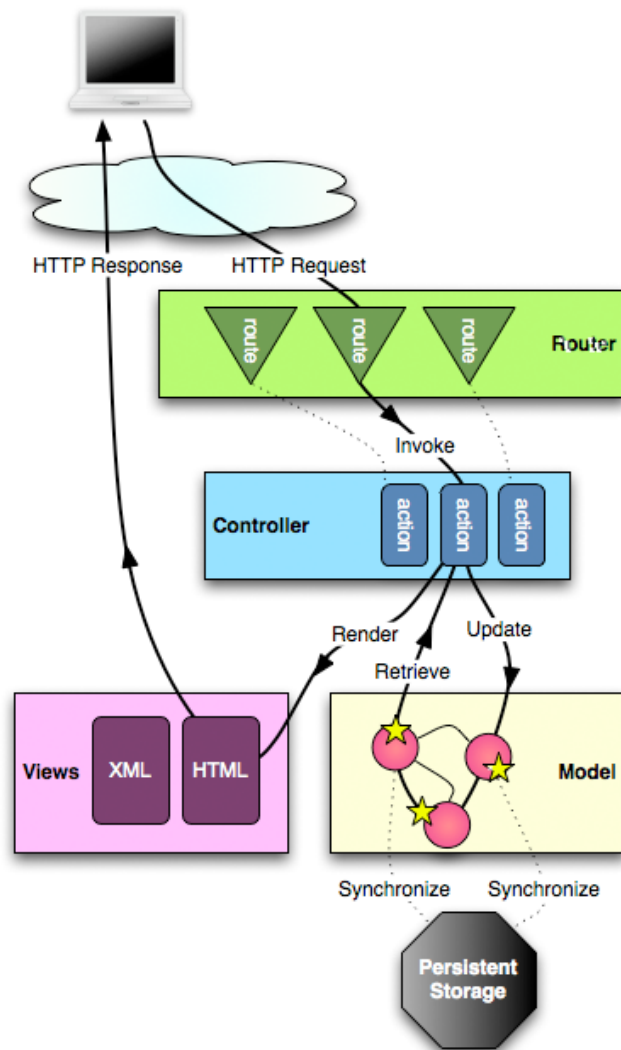 HTTP Response
HTTP Request
route
route
route
Router
Invoke
Controller
action
action
action
Render
Update
Retrieve
Views
XML
HTML
Model
Synchronize
Synchronize
Persistent
Storage